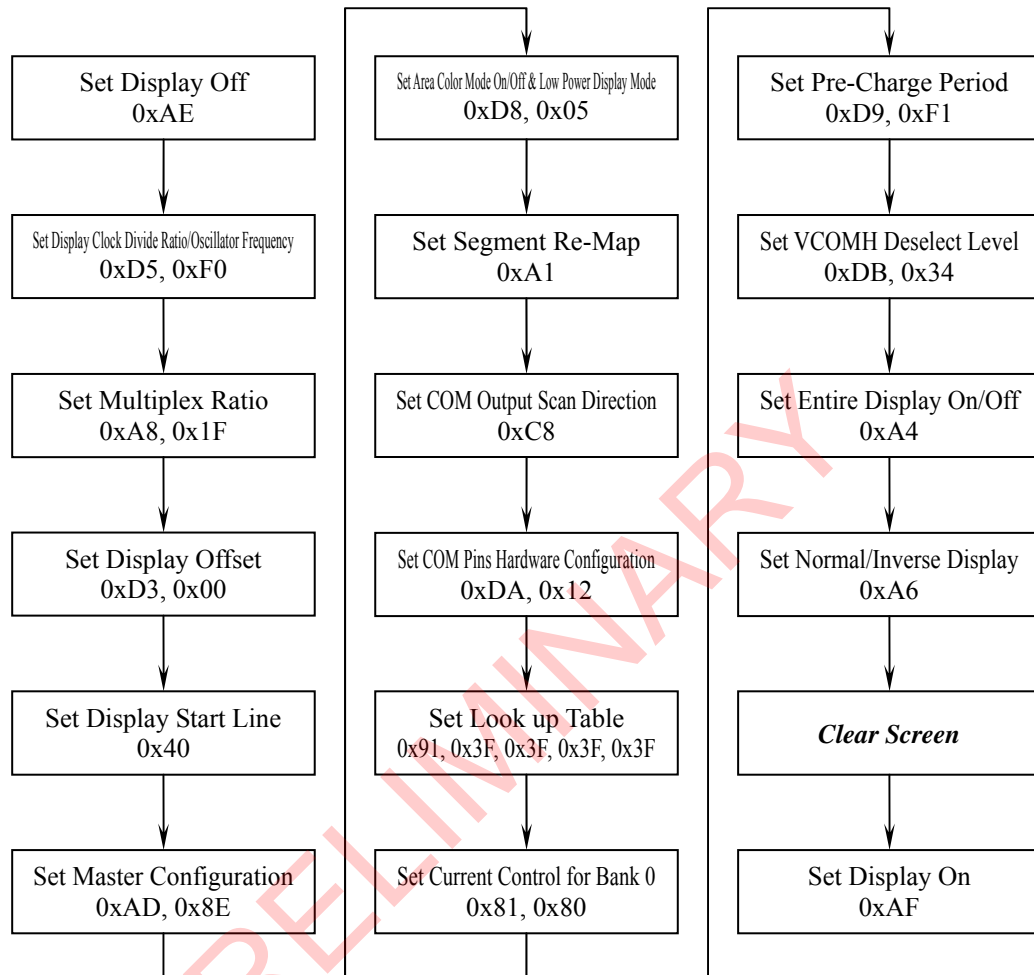 Set Display Off
0xAE
Set Display Clock Divide Ratio/Oscillator Frequency
0xD5, 0xF0
Set Multiplex Ratio
0xA8, 0x1F
Set Display Offset
0xD3, 0x00
Set Display Start Line
0x40
Set Master Configuration
0xAD, 0x8E
Set Area Color Mode On/Off & Low Power Display Mode
0xD8, 0x05
Set Segment Re-Map
0xA1
Set COM Output Scan Direction
0xC8
Set COM Pins Hardware Configuration
0xDA, 0x12
Set Look up Table
0x91, 0x3F, 0x3F, 0x3F, 0x3F
Set Current Control for Bank 0
0x81, 0x80
Set Pre-Charge Period
0xD9, 0xF1
Set VCOMH Deselect Level
0xDB, 0x34
Set Entire Display On/Off
0xA4
Set Normal/Inverse Display
0xA6
Clear Screen
Set Display On
0xAF
RELIMINARY